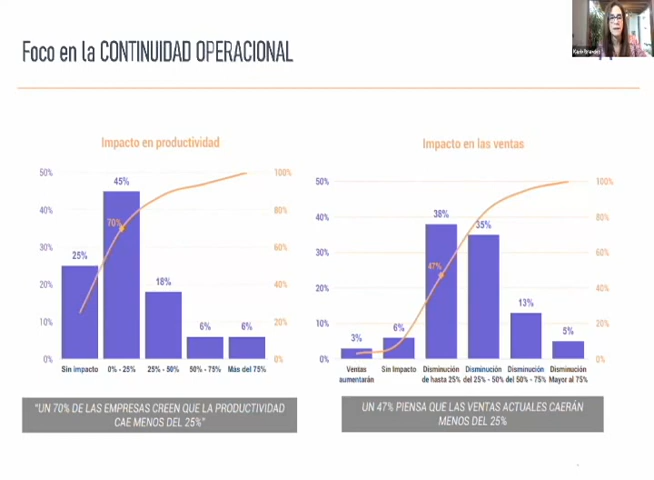 Foco en la CONTINUIDAD OPERACIONAL
Impacto en productividad
50%
40%
30%
20%
10%
0%
100%
80%
60%
40%
20%
0%
25%
45%
18%
6%
6%
70%
Sin impacto
0% - 25%
25% - 50%
50% - 75%
Más del 75%
"UN 70% DE LAS EMPRESAS CREEN QUE LA PRODUCTIVIDAD
CAE MENOS DEL 25%"
Impacto en las ventas
50%
40%
30%
20%
10%
0%
100%
80%
60%
40%
20%
0%
3%
6%
38%
35%
13%
5%
47%
Ventas
aumentarán
Sin Impacto
Disminución
de hasta 25%
Disminución
del 25% - 50%
Disminución
del 50% - 75%
Disminución
Mayor al 75%
UN 47% PIENSA QUE LAS VENTAS ACTUALES CAERÁN
MENOS DEL 25%